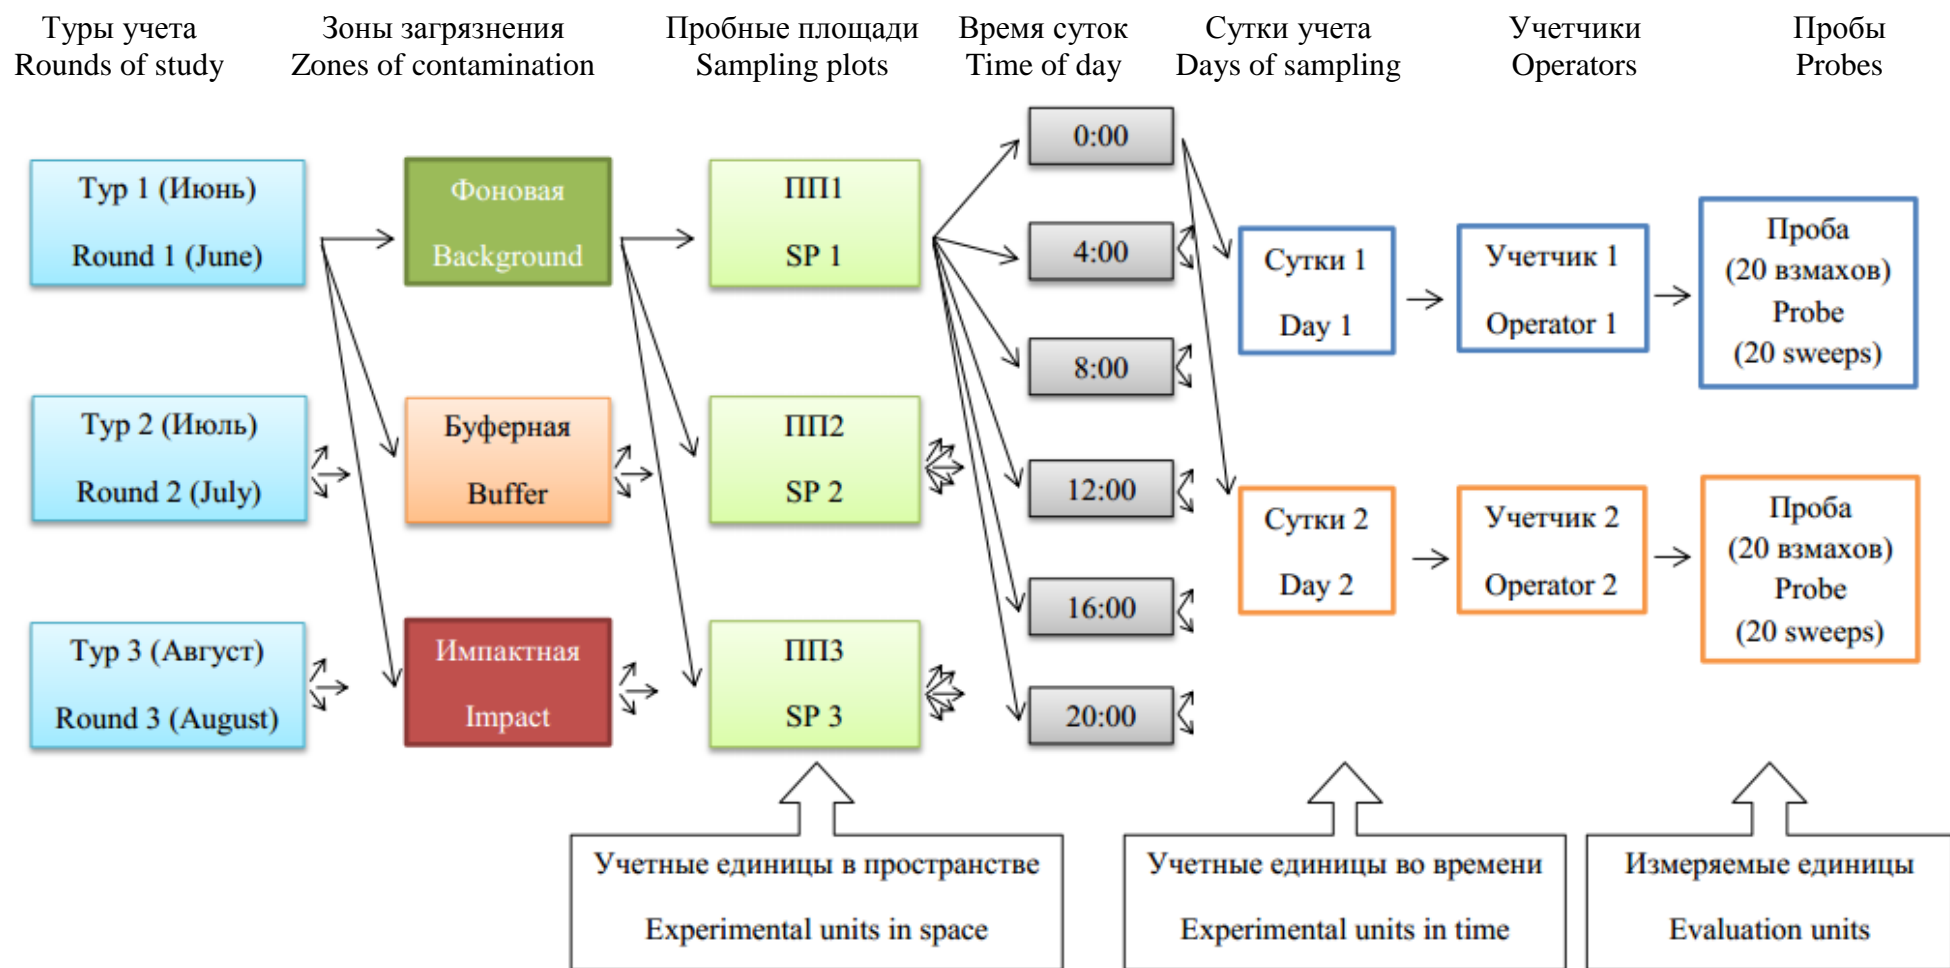 Туры учета
Rounds of study
Зоны загрязнения
Zones of contamination
Пробные площади
Sampling plots
Время суток
Time of day
Сутки учета
Days of sampling
Учетчики
Operators
Пробы
Probes
Тур 1 (Июнь)
Round 1 (June)
Тур 2 (Июль)
Round 2 (July)
Тур 3 (Август)
Round 3 (August)
Фоновая
Background
Буферная
Buffer
Импактная
Impact
ПП1
SP 1
ПП2
SP 2
ПП3
SP 3
0:00
4:00
8:00
12:00
16:00
20:00
Сутки 1
Day 1
Сутки 2
Day 2
Учетчик 1
Operator 1
Учетчик 2
Operator 2
Проба
(20 взмахов)
Probe
(20 sweeps)
Проба
(20 взмахов)
Probe
(20 sweeps)
Учетные единицы в пространстве
Experimental units in space
Учетные единицы во времени
Experimental units in time
Измеряемые единицы
Evaluation units